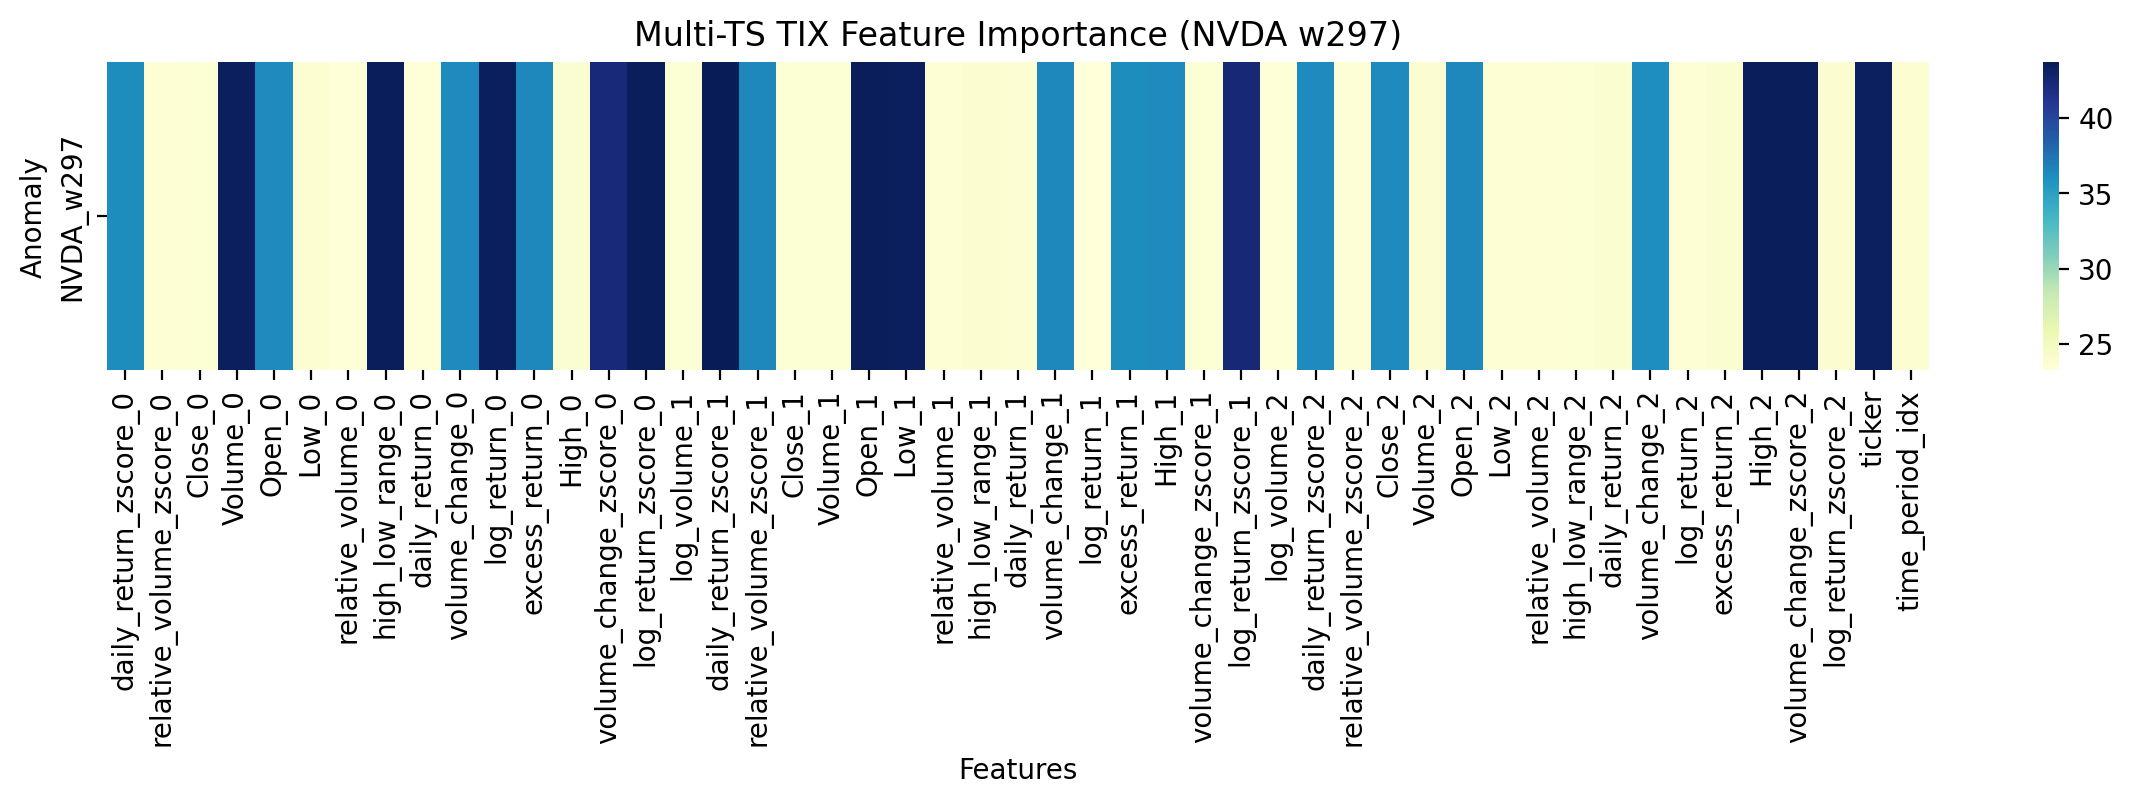 Multi-TS TIX Feature Importance (NVDA w297)
Anomaly
NVDA_w297
40
35
30
25
daily_return_zscore_0
relative_volume_zscore_0
Close_0
Volume_0
Open_0
Low_0
relative_volume_0
high_low_range_0
daily_return_0
volume_change_0
log_return_0
excess_return_0
High_0
volume_change_zscore_0
log_return_zscore_0
log_volume_1
daily_return_zscore_1
relative_volume_zscore_1
Close_1
Volume_1
Open_1
Low_1
relative_volume_1
high_low_range_1
daily_return_1
volume_change_1
log_return_1
excess_return_1
High_1
volume_change_zscore_1
log_return_zscore_1
log_volume_2
daily_return_zscore_2
relative_volume_zscore_2
Close_2
Volume_2
Open_2
Low_2
relative_volume_2
high_low_range_2
daily_return_2
volume_change_2
log_return_2
excess_return_2
High_2
volume_change_zscore_2
log_return_zscore_2
ticker
time_period_idx
Features